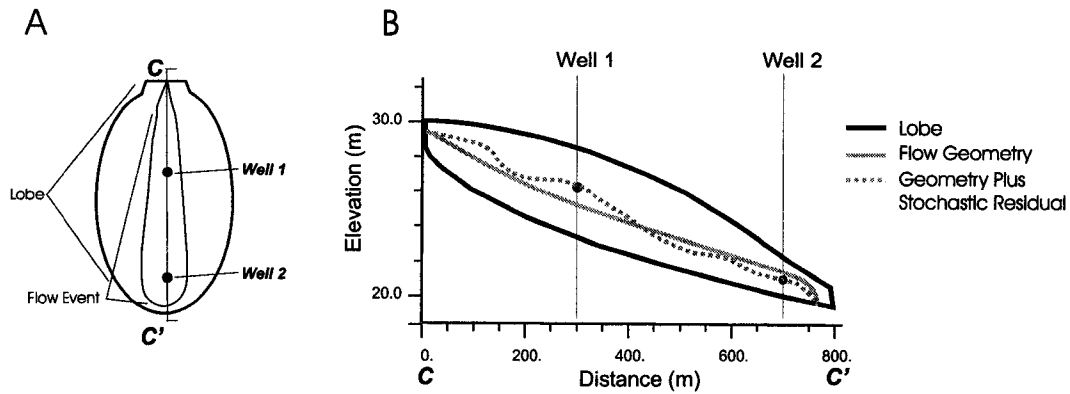 A
C
Well 1
Lobe
Well 2
Flow Event
C'
B
Well 1
Well 2
Elevation (m)
30.0
20.0
0.
200.
400.
600.
800.
C
Distance (m)
C'
Lobe
Flow Geometry
Geometry Plus
Stochastic Residual